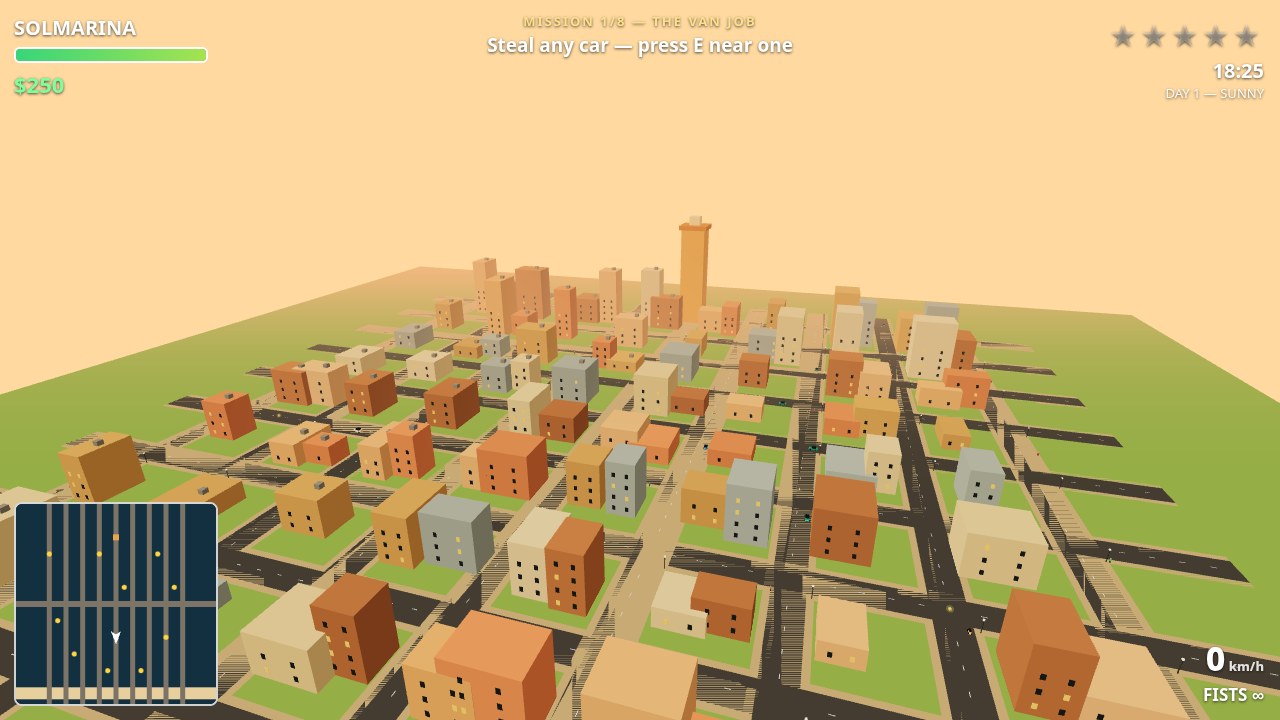 SOLMARINA
$250
MISSION 1/8 — THE VAN JOB
Steal any car — press E near one
18:25
DAY 1 — SUNNY
0 km/h
FISTS ∞